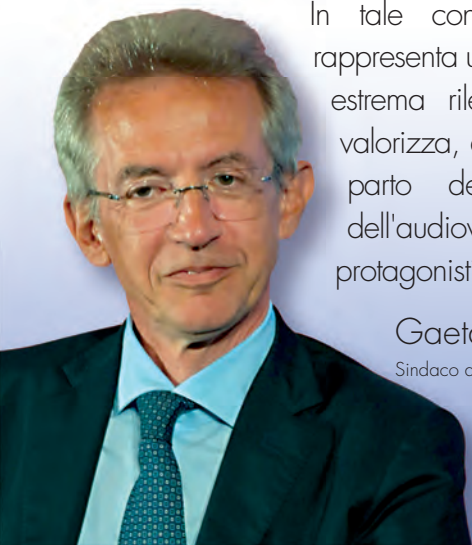 In tale con
rappresenta u
estrema rile
valorizza,
parto de
dell'audiov
protagonist
Gaeta
Sindaco